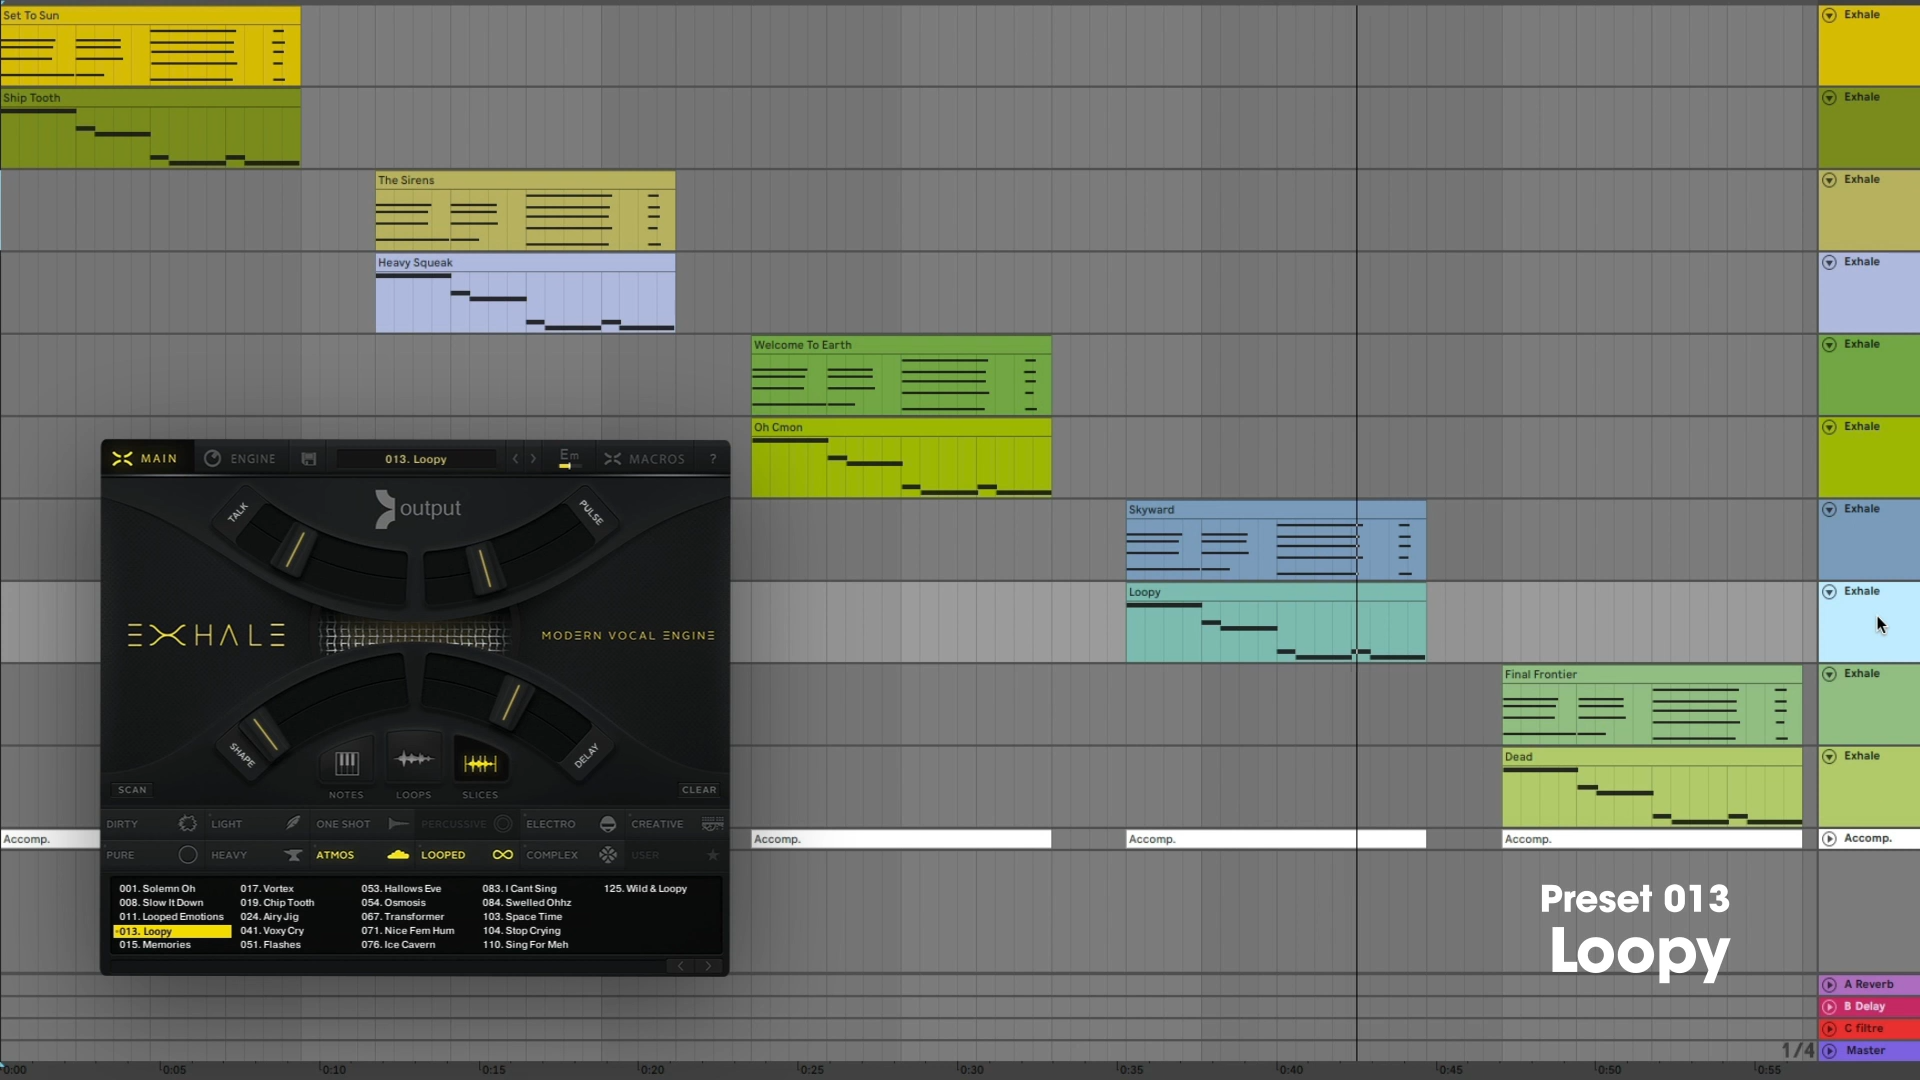 Set To Sun
Exhale
Ship Tooth
Exhale
The Sirens
Exhale
Heavy Squeak
Exhale
Welcome To Earth
Exhale
Oh Cmon
Exhale
Skyward
Exhale
Loopy
Exhale
Final Frontier
Exhale
Dead
Exhale
Accomp.
Accomp.
Accomp.
Accomp.
Accomp.
MAIN
ENGINE
013. Loopy
< >
Em
MACROS
?
TALK
output
PULSE
EXHALE
MODERN VOCAL ENGINE
SHAPE
DELAY
SCAN
NOTES
LOOPS
SLICES
CLEAR
DIRTY LIGHT ONE SHOT PERCUSSIVE ELECTRO CREATIVE
PURE HEAVY ATMOS LOOPED COMPLEX USER
001. Solemn Oh
008. Slow It Down
011. Looped Emotions
013. Loopy
015. Memories
017. Vortex
019. Chip Tooth
024. Airy Jig
041. Voxy Cry
051. Flashes
053. Hallows Eve
054. Osmosis
067. Transformer
071. Nice Fem Hum
076. Ice Cavern
083. I Cant Sing
084. Swelled Ohhz
103. Space Time
104. Stop Crying
110. Sing For Meh
125. Wild & Loopy
Preset 013
Loopy
A Reverb
B Delay
C filtre
1/4
Master
0:00 0:05 0:10 0:15 0:20 0:25 0:30 0:35 0:40 0:45 0:50 0:55